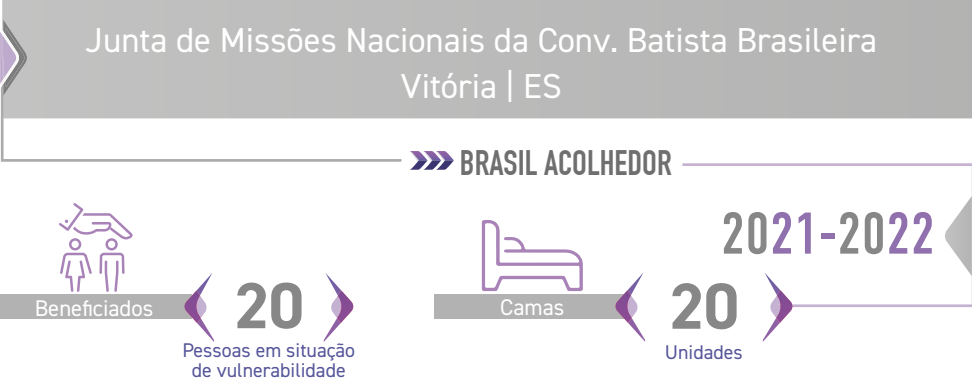 Junta de Missões Nacionais da Conv. Batista Brasileira
Vitória | ES
BRASIL ACOLHEDOR
2021-2022
Beneficiados
20
Pessoas em situação
de vulnerabilidade
Camas
20
Unidades